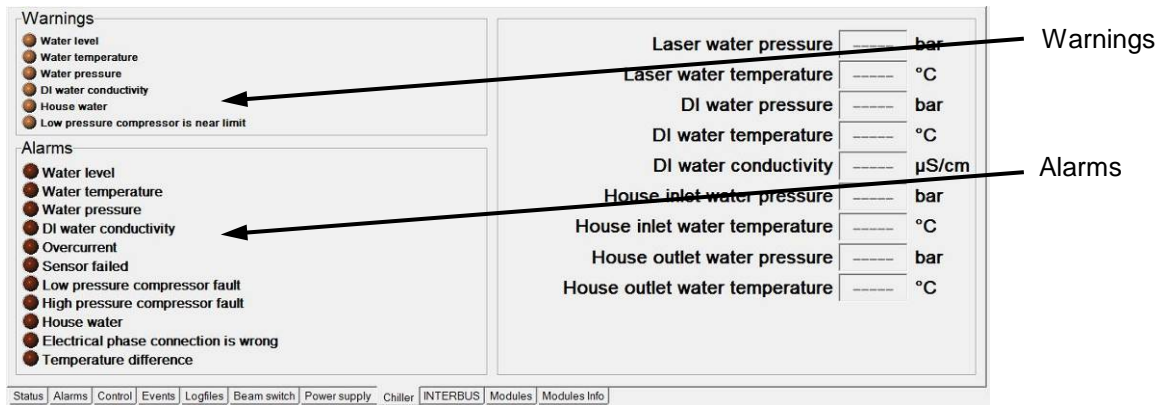 Warnings
Water level
Water temperature
Water pressure
DI water conductivity
House water
Low pressure compressor is near limit
Alarms
Water level
Water temperature
Water pressure
DI water conductivity
Overcurrent
Sensor failed
Low pressure compressor fault
High pressure compressor fault
House water
Electrical phase connection is wrong
Temperature difference
Laser water pressure ----- bar
Laser water temperature ----- °C
DI water pressure ----- bar
DI water temperature ----- °C
DI water conductivity ----- µS/cm
House inlet water pressure ----- bar
House inlet water temperature ----- °C
House outlet water pressure ----- bar
House outlet water temperature ----- °C
Warnings
Alarms
Status Alarms Control Events Logfiles Beam switch Power supply Chiller INTERBUS Modules Modules Info